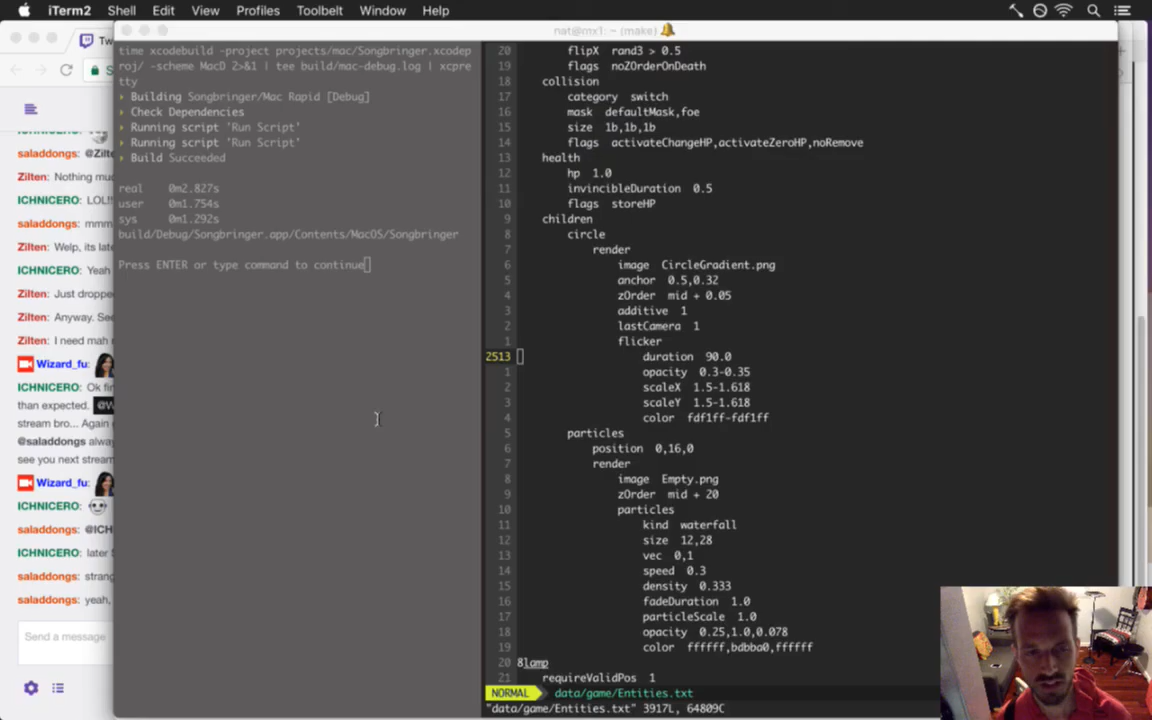 iTerm2 Shell Edit View Profiles Toolbelt Window Help
nat@mx1: ~ (make)
Tw
saladdongs: @Zilte
Zilten: Nothing mu
ICHNICERO: LOL!!
saladdongs: mmm
Zilten: Welp, its late
ICHNICERO: Yeah
Zilten: Just droppe
Zilten: Anyway. See
Zilten: I need mah
Wizard_fu:
ICHNICERO: Ok fin
than expected. @W
stream bro... Again
@saladdongs alway
see you next stream
Wizard_fu:
ICHNICERO:
saladdongs: @ICH
ICHNICERO: later S
saladdongs: strang
saladdongs: yeah,
Send a message
time xcodebuild -project projects/mac/Songbringer.xcodep
roj/ -scheme MacD 2>&1 | tee build/mac-debug.log | xcpre
tty
Building Songbringer/Mac Rapid [Debug]
Check Dependencies
Running script 'Run Script'
Running script 'Run Script'
Build Succeeded
real 0m2.827s
user 0m1.754s
sys 0m1.292s
build/Debug/Songbringer.app/Contents/MacOS/Songbringer
Press ENTER or type command to continue
20 flipX rand3 > 0.5
19 flags noZOrderOnDeath
18 collision
17 category switch
16 mask defaultMask,foe
15 size 1b,1b,1b
14 flags activateChangeHP,activateZeroHP,noRemove
13 health
12 hp 1.0
11 invincibleDuration 0.5
10 flags storeHP
9 children
8 circle
7 render
6 image CircleGradient.png
5 anchor 0.5,0.32
4 zOrder mid + 0.05
3 additive 1
2 lastCamera 1
1 flicker
2513 duration 90.0
1 opacity 0.3-0.35
2 scaleX 1.5-1.618
3 scaleY 1.5-1.618
4 color fdf1ff-fdf1ff
5 particles
6 position 0,16,0
7 render
8 image Empty.png
9 zOrder mid + 20
10 particles
11 kind waterfall
12 size 12,28
13 vec 0,1
14 speed 0.3
15 density 0.333
16 fadeDuration 1.0
17 particleScale 1.0
18 opacity 0.25,1.0,0.078
19 color ffffff,bdbba0,ffffff
20 8lamp
21 requireValidPos 1
NORMAL data/game/Entities.txt
"data/game/Entities.txt" 3917L, 64809C